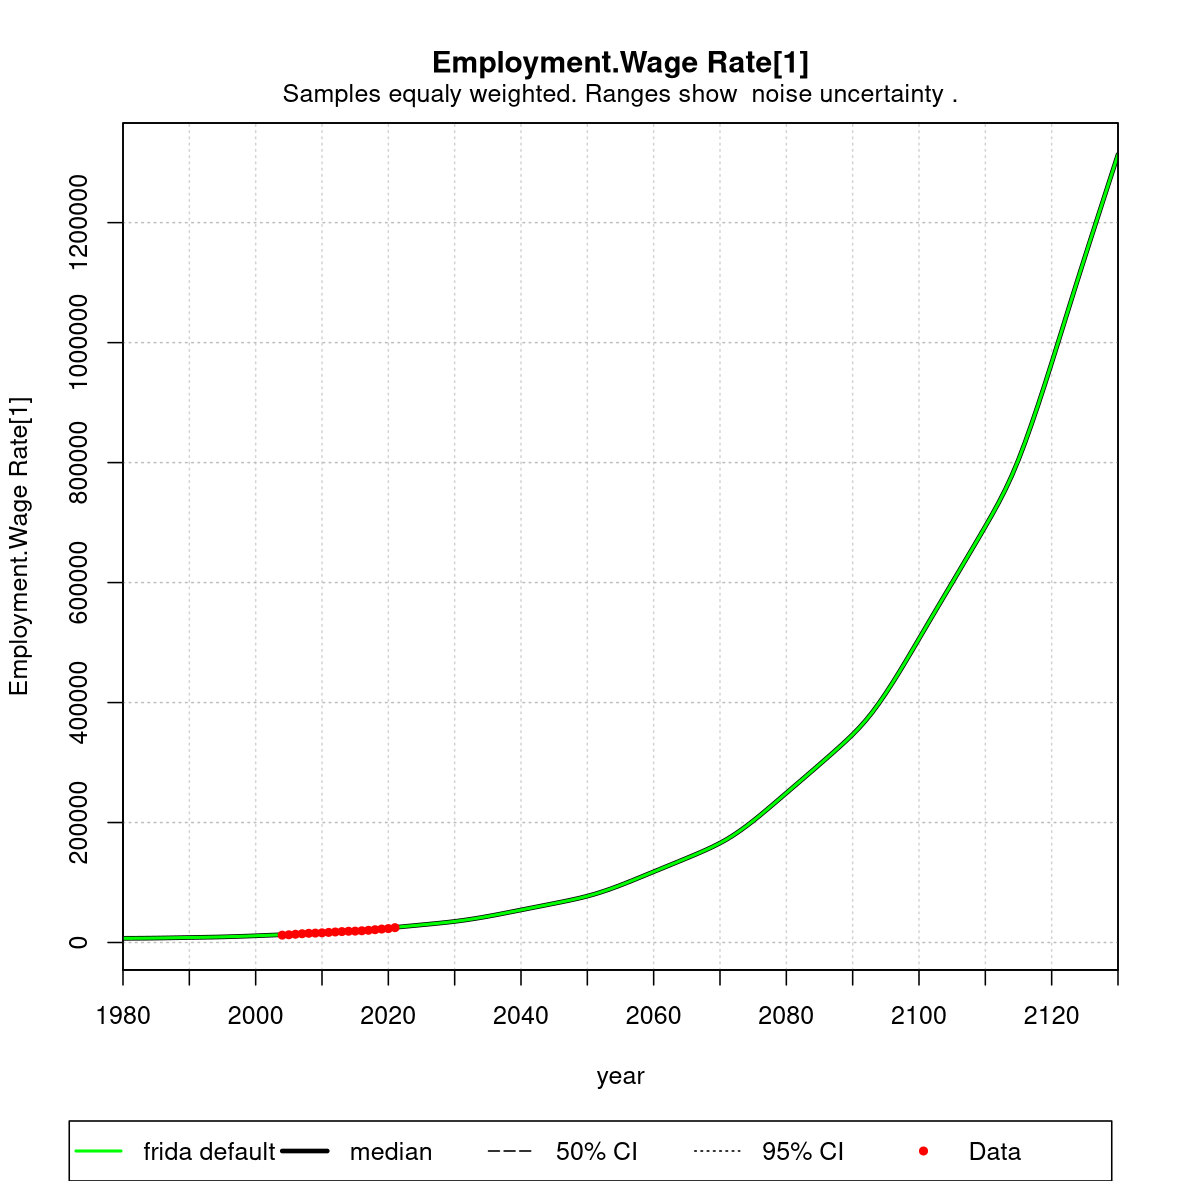 Employment.Wage Rate[1]
Samples equaly weighted. Ranges show  noise uncertainty .
Employment.Wage Rate[1]
1200000
1000000
800000
600000
400000
200000
0
1980 2000 2020 2040 2060 2080 2100 2120
year
frida default median 50% CI 95% CI Data